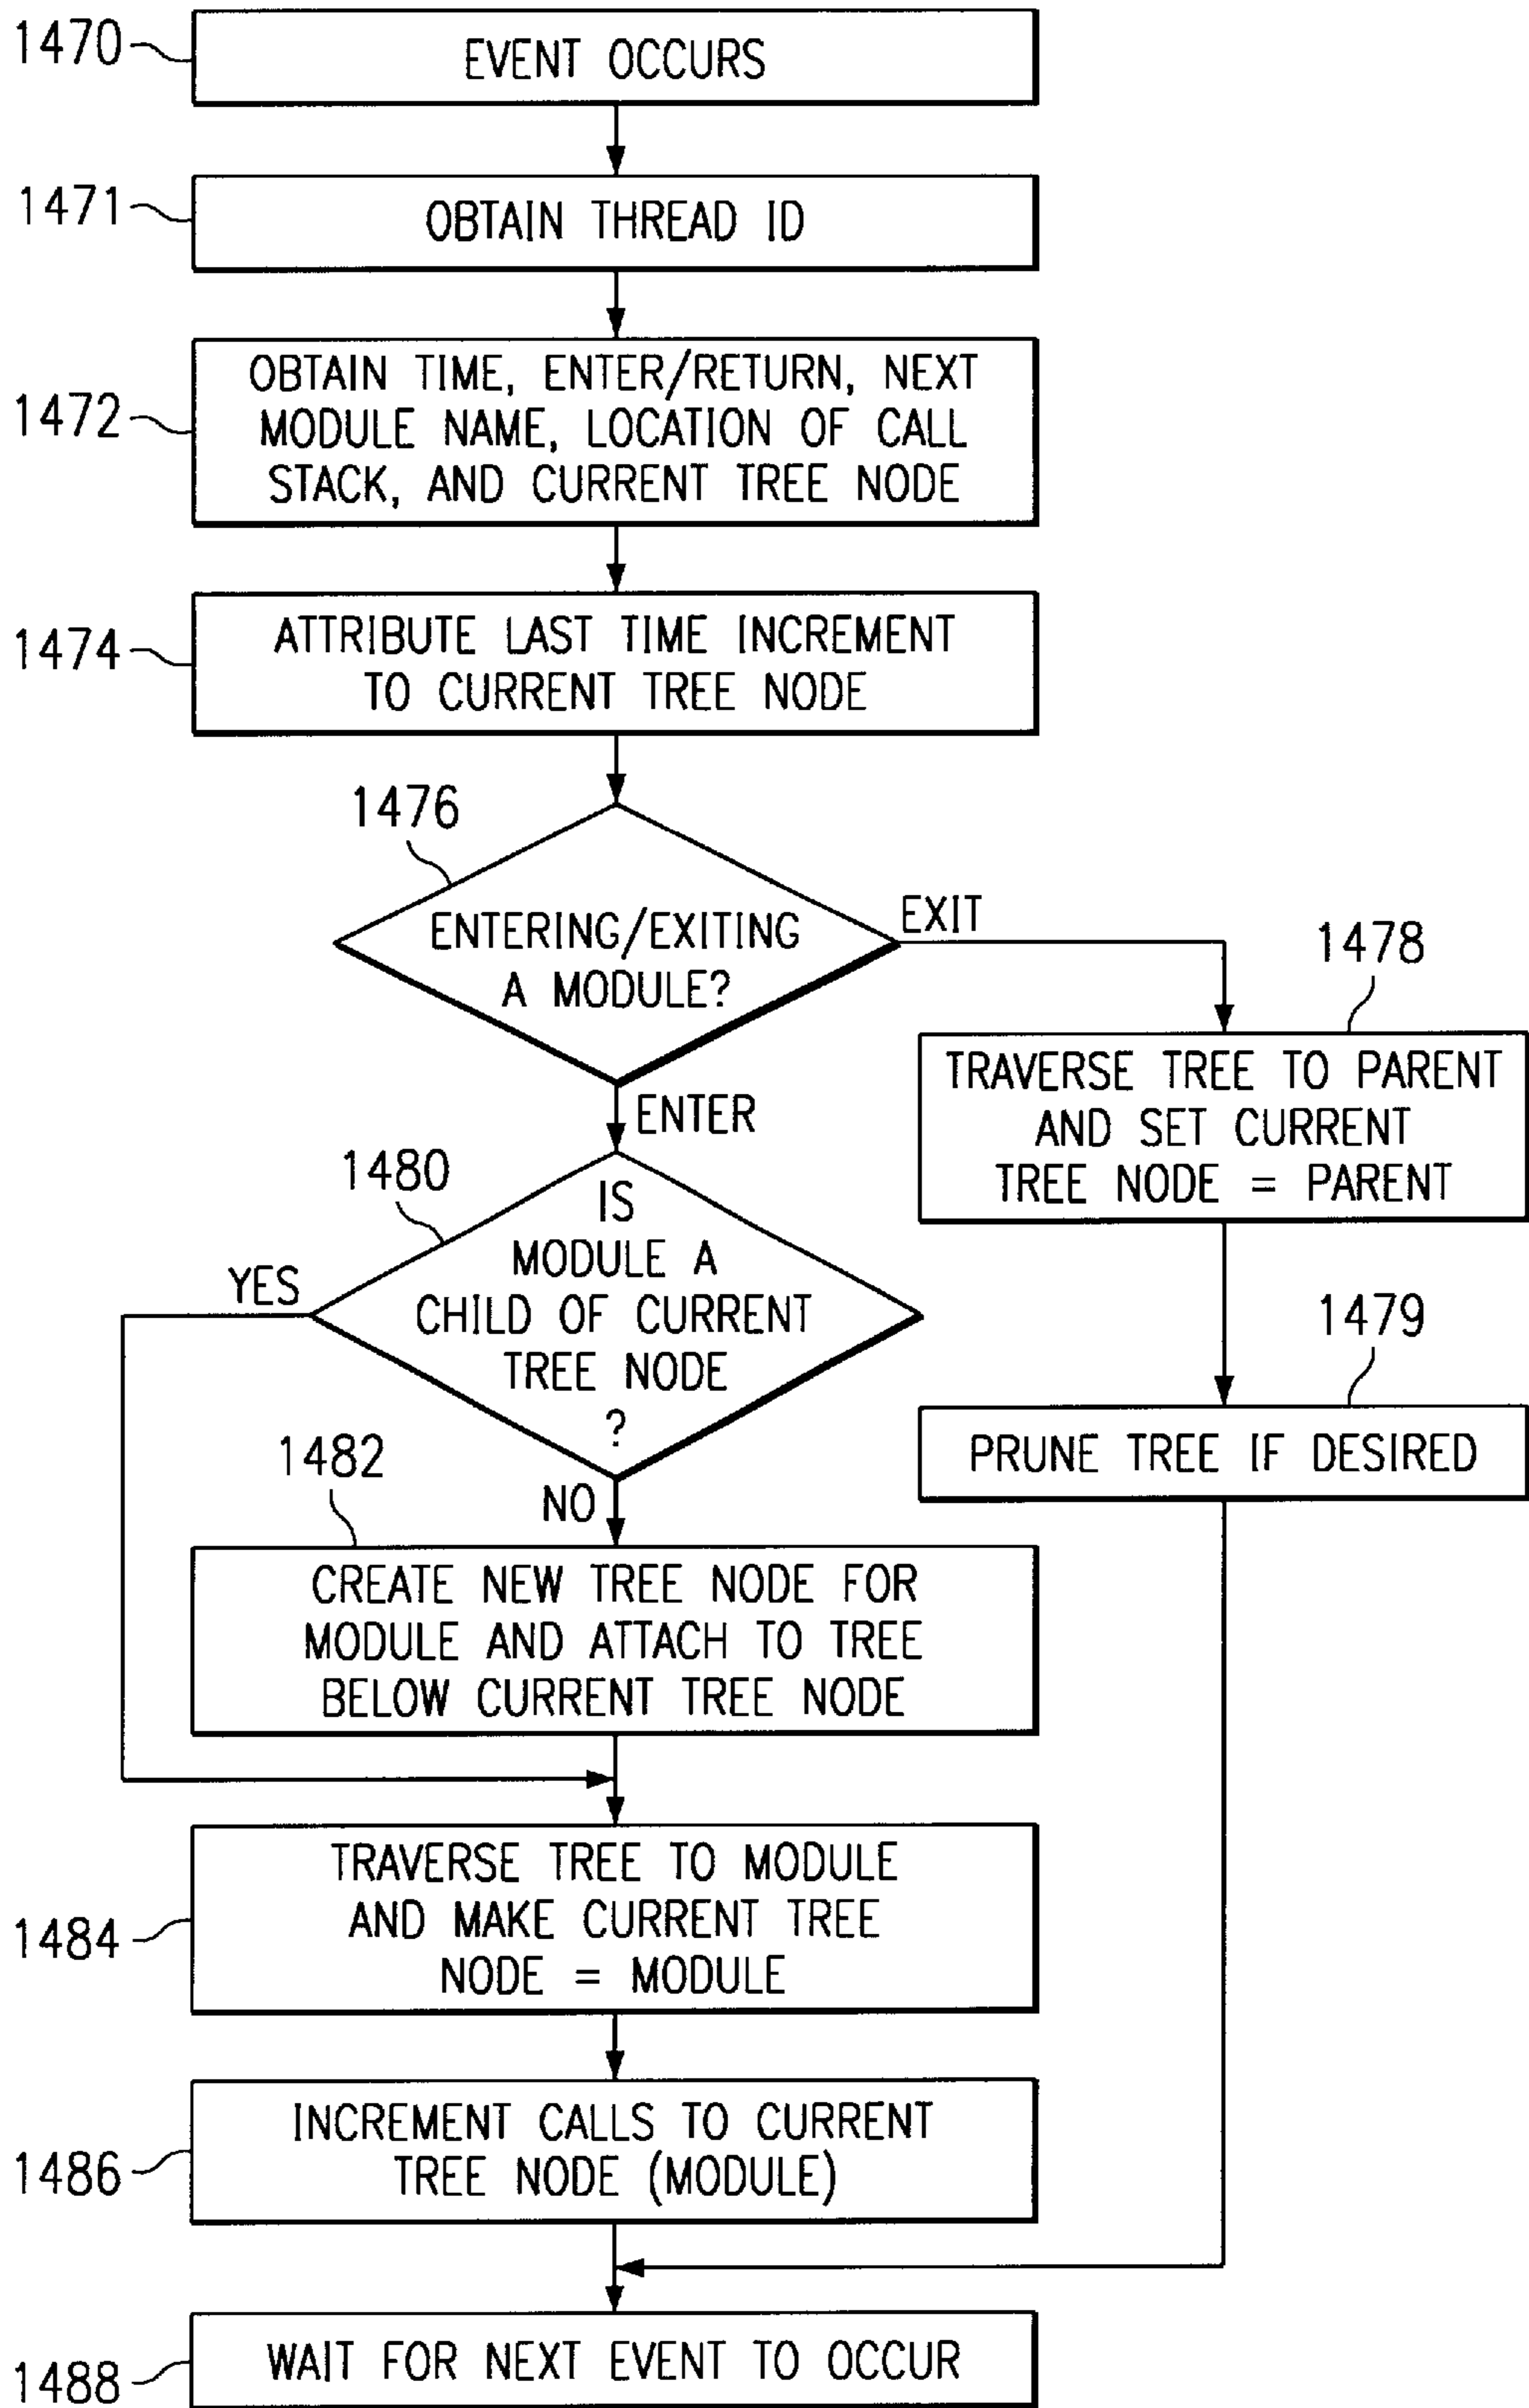 1470
EVENT OCCURS
1471
OBTAIN THREAD ID
1472
OBTAIN TIME, ENTER/RETURN, NEXT
MODULE NAME, LOCATION OF CALL
STACK, AND CURRENT TREE NODE
1474
ATTRIBUTE LAST TIME INCREMENT
TO CURRENT TREE NODE
1476
ENTERING/EXITING
A MODULE?
EXIT
1478
TRAVERSE TREE TO PARENT
AND SET CURRENT
TREE NODE = PARENT
1479
PRUNE TREE IF DESIRED
ENTER
1480
IS
MODULE A
CHILD OF CURRENT
TREE NODE
?
YES
NO
1482
CREATE NEW TREE NODE FOR
MODULE AND ATTACH TO TREE
BELOW CURRENT TREE NODE
1484
TRAVERSE TREE TO MODULE
AND MAKE CURRENT TREE
NODE = MODULE
1486
INCREMENT CALLS TO CURRENT
TREE NODE (MODULE)
1488
WAIT FOR NEXT EVENT TO OCCUR